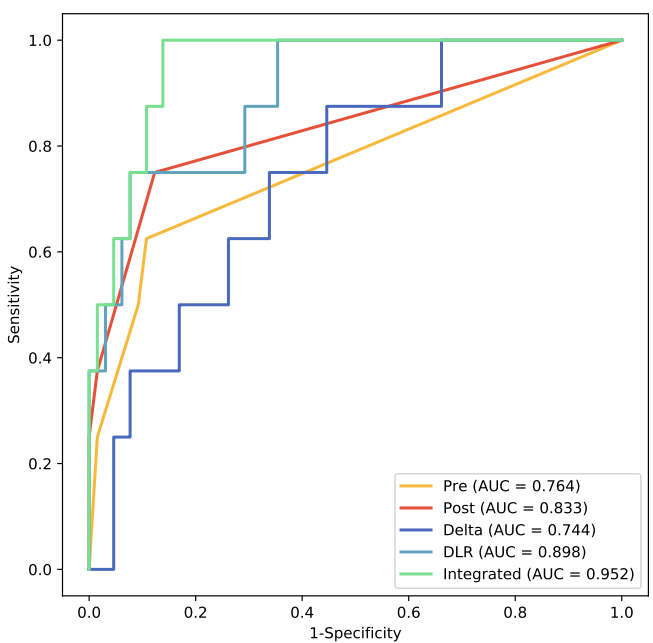 1.0
0.8
0.6
0.4
0.2
0.0
Sensitivity
Pre (AUC = 0.764)
Post (AUC = 0.833)
Delta (AUC = 0.744)
DLR (AUC = 0.898)
Integrated (AUC = 0.952)
0.0 0.2 0.4 0.6 0.8 1.0
1-Specificity